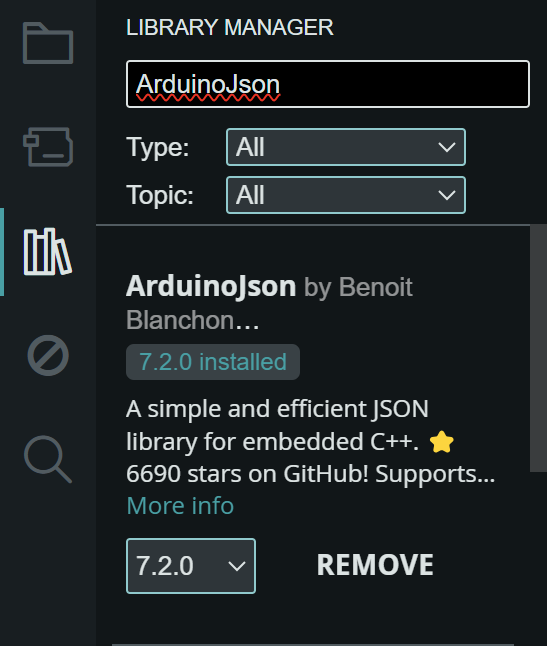 LIBRARY MANAGER
ArduinoJson
Type: All
Topic: All
ArduinoJson by Benoit
Blanchon...
7.2.0 installed
A simple and efficient JSON
library for embedded C++. ⭐
6690 stars on GitHub! Supports...
More info
7.2.0 REMOVE